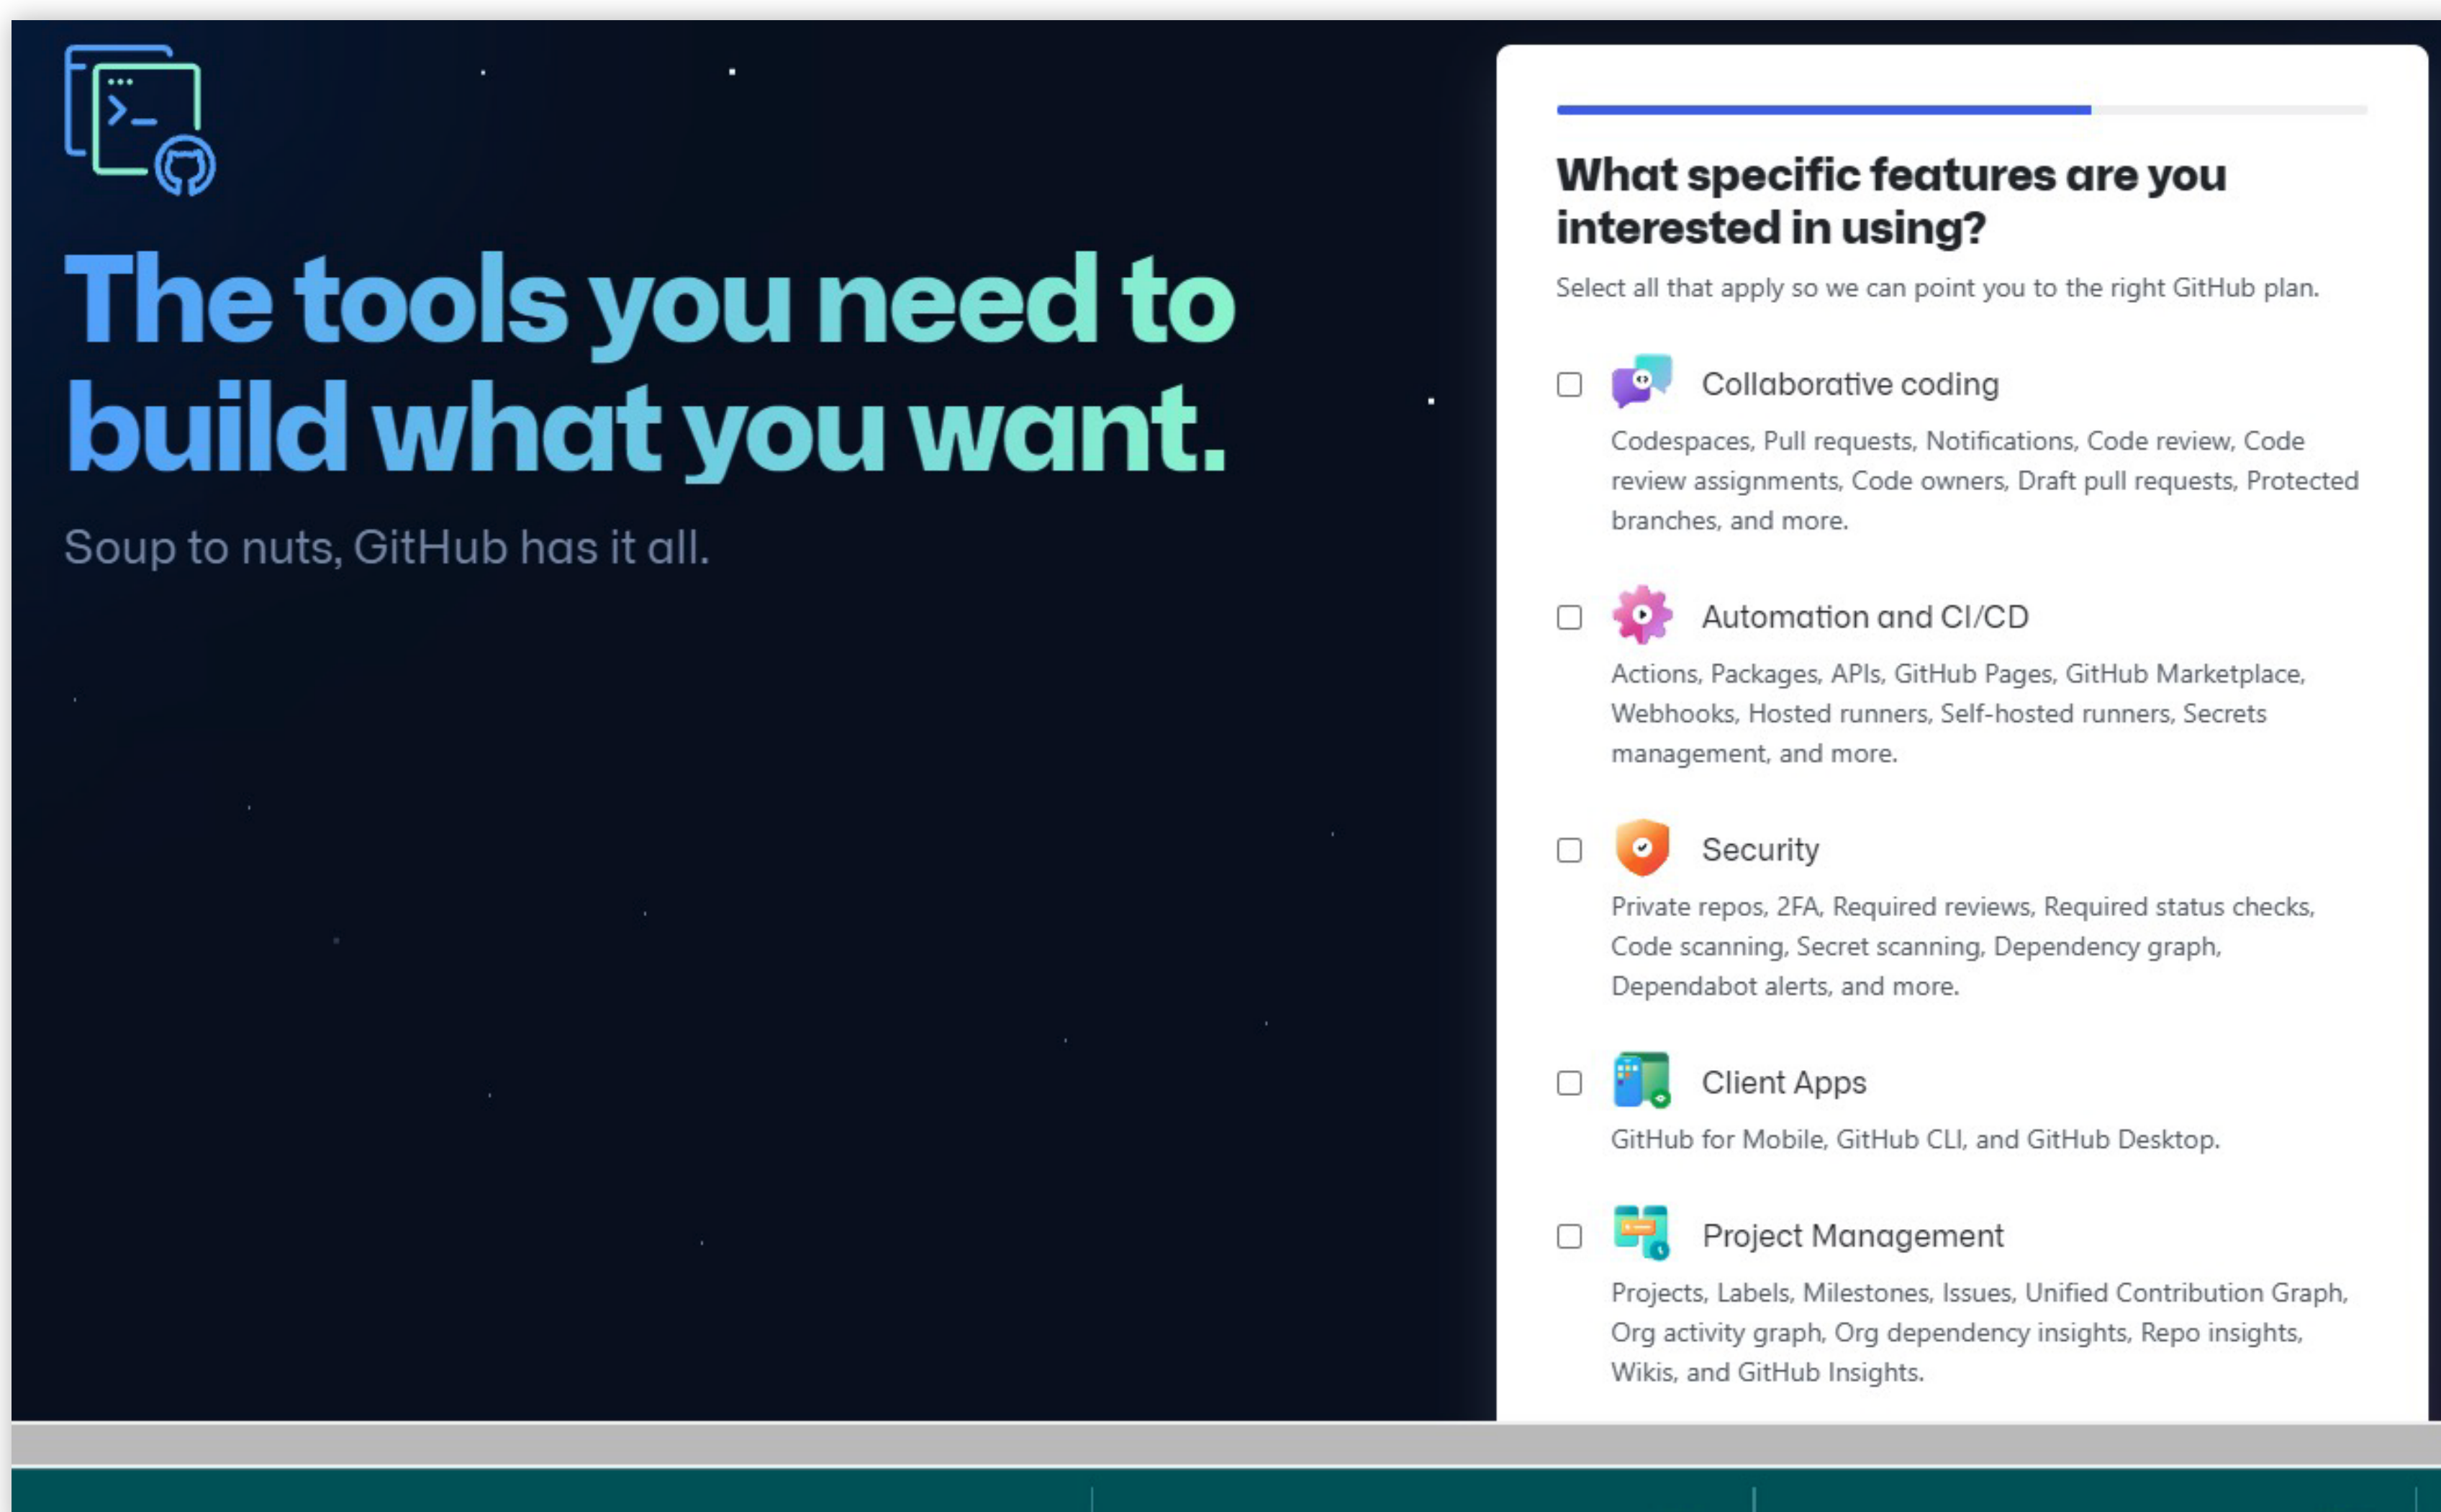 The tools you need to
build what you want.
Soup to nuts, GitHub has it all.
What specific features are you
interested in using?
Select all that apply so we can point you to the right GitHub plan.
Collaborative coding
Codespaces, Pull requests, Notifications, Code review, Code
review assignments, Code owners, Draft pull requests, Protected
branches, and more.
Automation and CI/CD
Actions, Packages, APIs, GitHub Pages, GitHub Marketplace,
Webhooks, Hosted runners, Self-hosted runners, Secrets
management, and more.
Security
Private repos, 2FA, Required reviews, Required status checks,
Code scanning, Secret scanning, Dependency graph,
Dependabot alerts, and more.
Client Apps
GitHub for Mobile, GitHub CLI, and GitHub Desktop.
Project Management
Projects, Labels, Milestones, Issues, Unified Contribution Graph,
Org activity graph, Org dependency insights, Repo insights,
Wikis, and GitHub Insights.